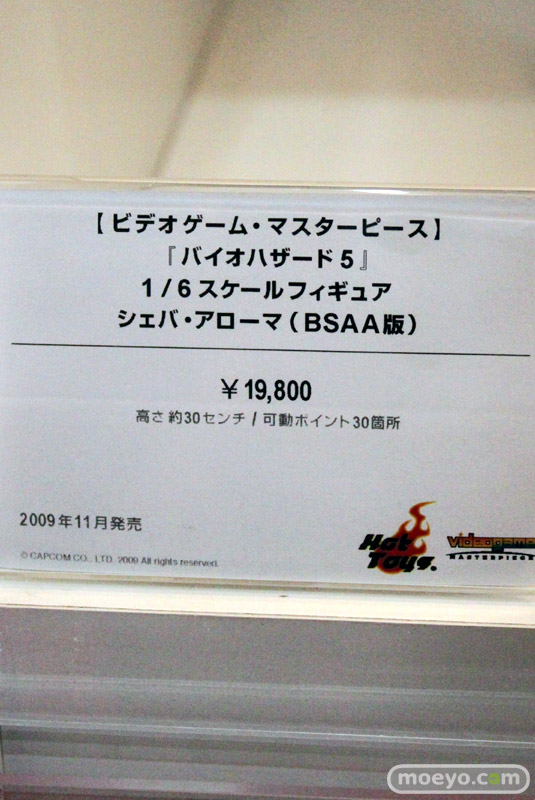 【ビデオゲーム・マスターピース】
『バイオハザード5』
1/6スケールフィギュア
シェバ・アローマ(BSAA版)
¥19,800
高さ約30センチ/可動ポイント30箇所
2009年11月発売
© CAPCOM CO., LTD. 2009 All rights reserved.
Hot Toys.
Videogame
MASTERPIECE
moeyo.com